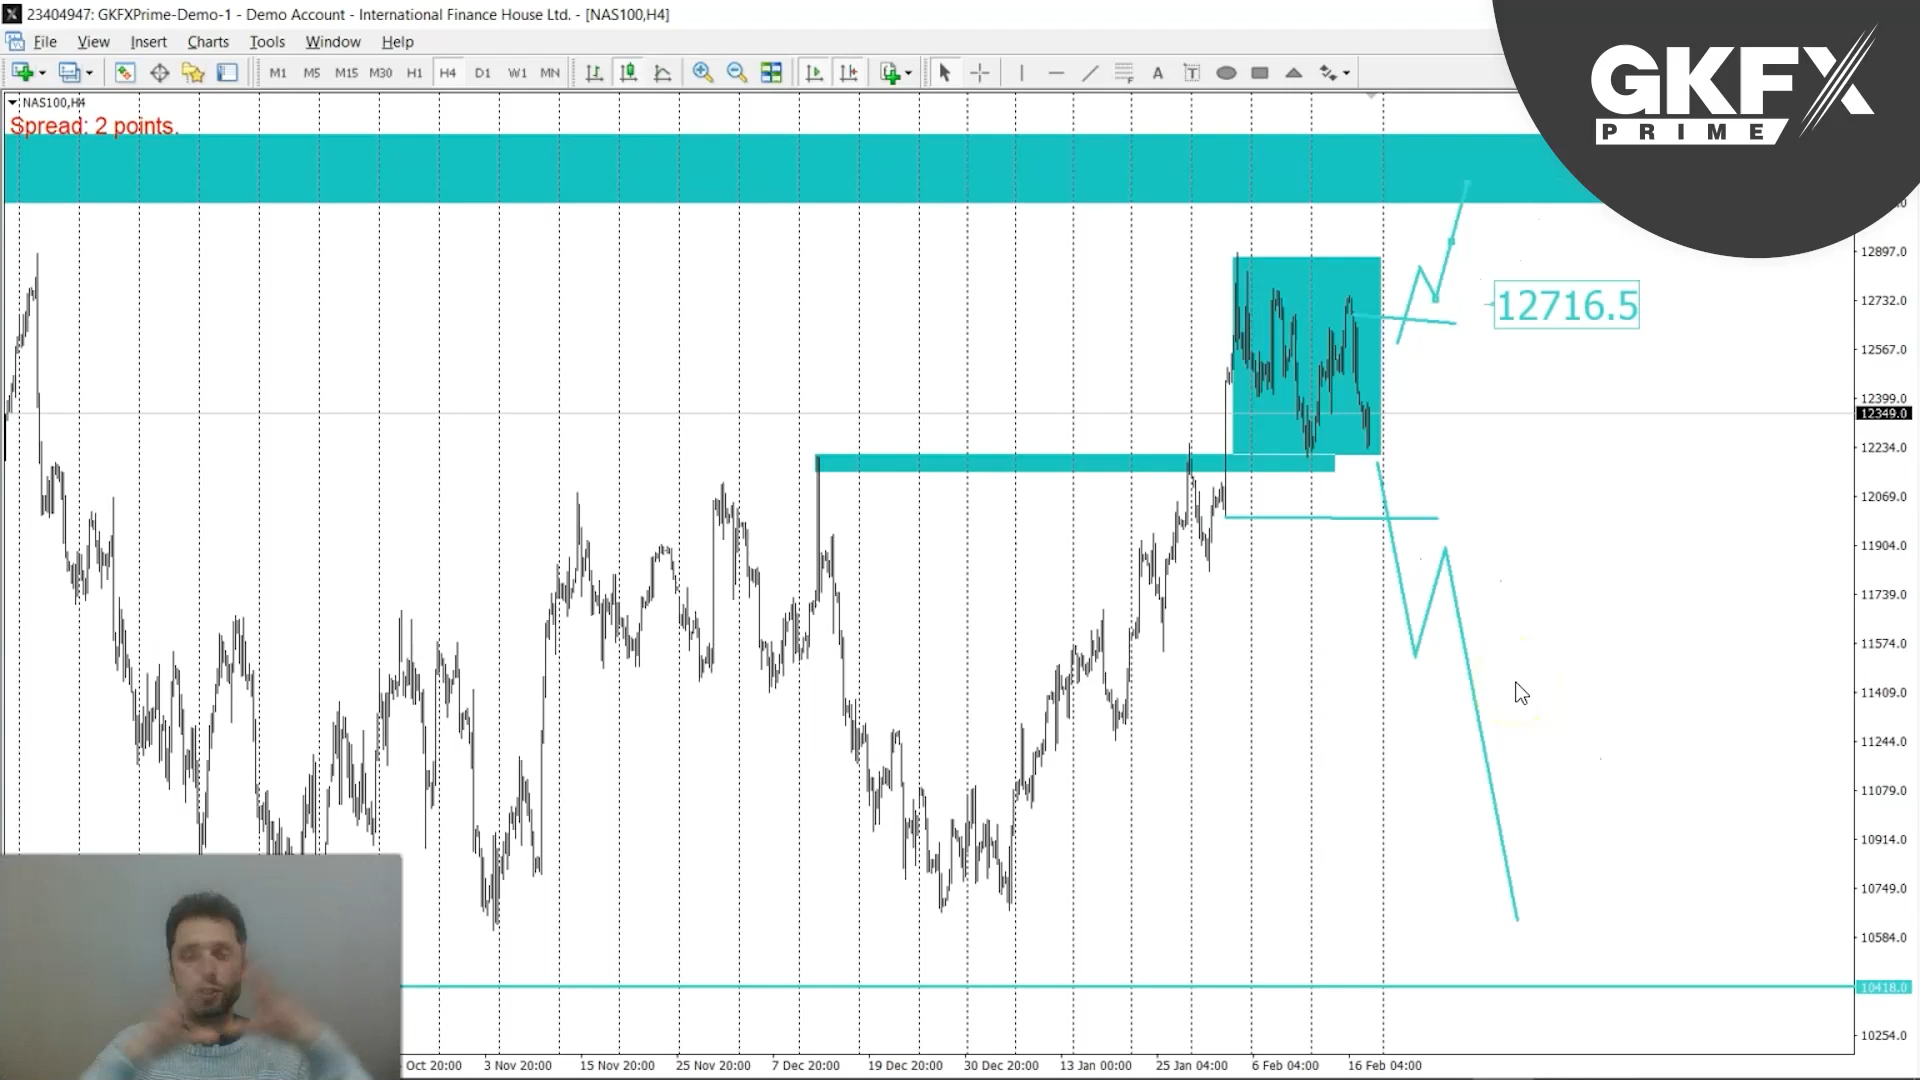 23404947: GKFXPrime-Demo-1 - Demo Account - International Finance House Ltd. - [NAS100,H4]
File View Insert Charts Tools Window Help
M1 M5 M15 M30 H1 H4 D1 W1 MN A T
GKFX
PRIME
NAS100,H4
Spread: 2 points.
12716.5
12897.0
12732.0
12567.0
12399.0
12349.0
12234.0
12069.0
11904.0
11739.0
11574.0
11409.0
11244.0
11079.0
10914.0
10749.0
10584.0
10418.0
10254.0
Oct 20:00 3 Nov 20:00 15 Nov 20:00 25 Nov 20:00 7 Dec 20:00 19 Dec 20:00 30 Dec 20:00 13 Jan 00:00 25 Jan 04:00 6 Feb 04:00 16 Feb 04:00